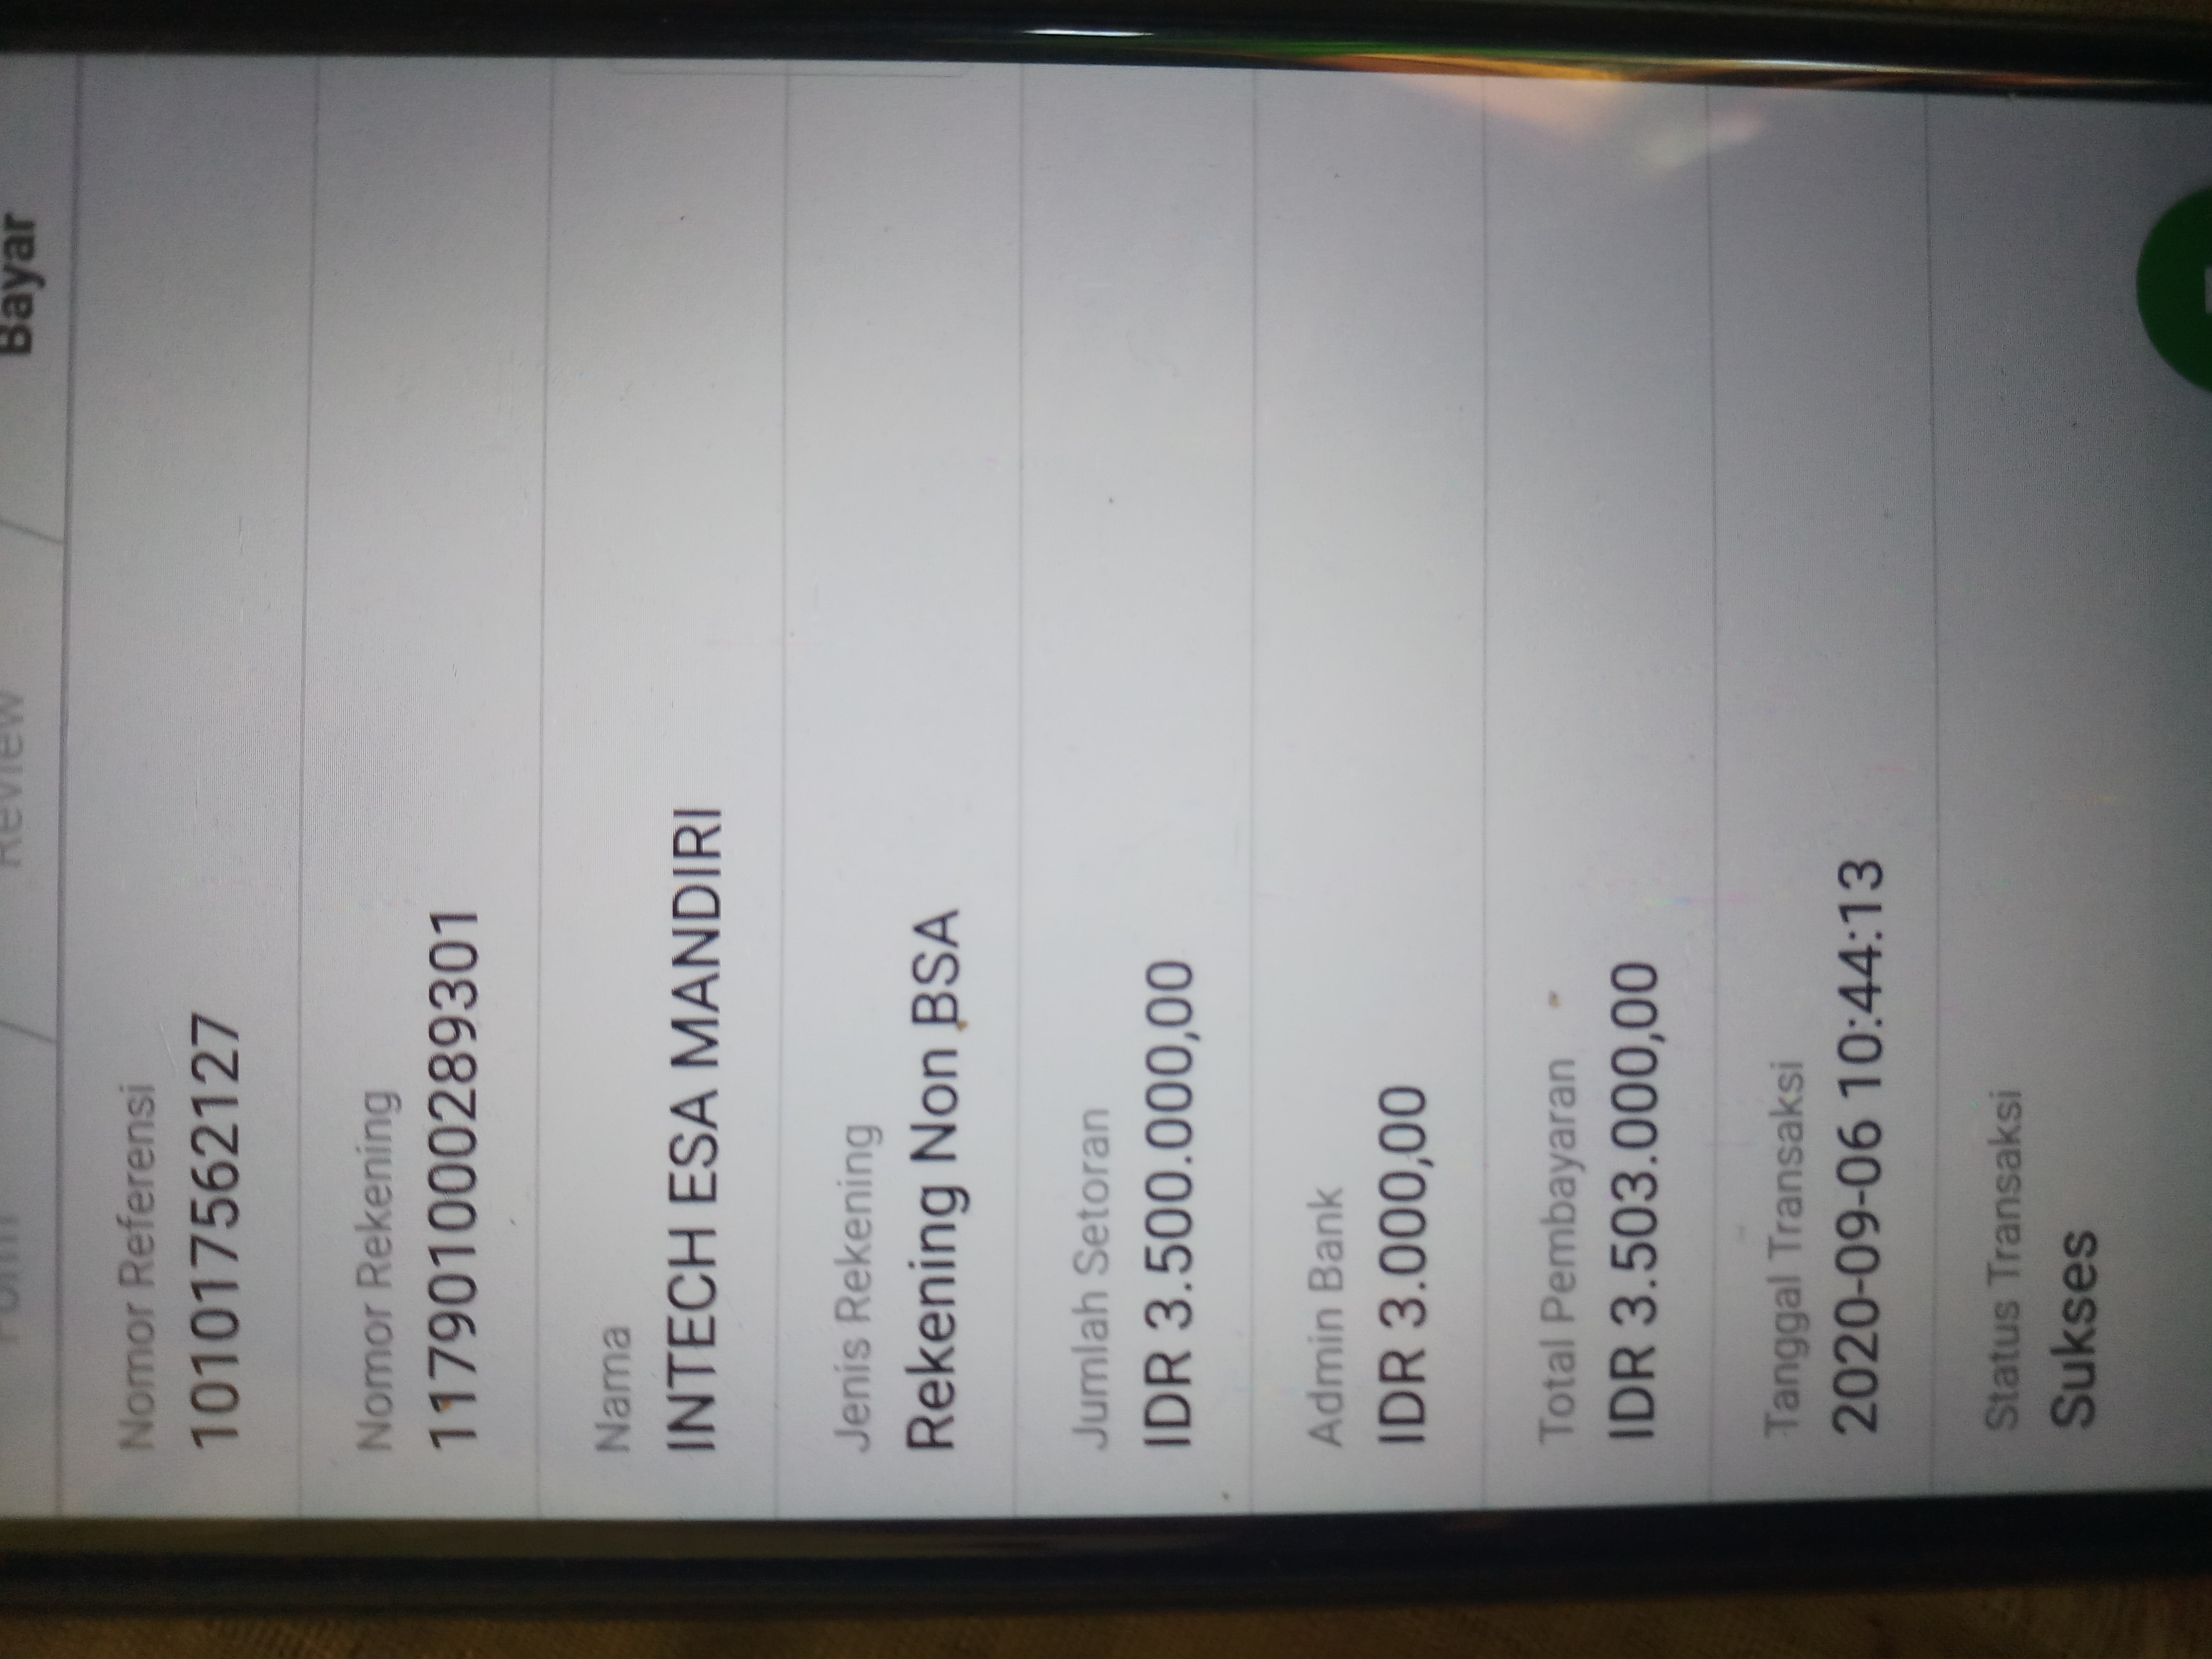 Form Review Bayar
Nomor Referensi
101017562127
Nomor Rekening
117901000289301
Nama
INTECH ESA MANDIRI
Jenis Rekening
Rekening Non BSA
Jumlah Setoran
IDR 3.500.000,00
Admin Bank
IDR 3.000,00
Total Pembayaran
IDR 3.503.000,00
Tanggal Transaksi
2020-09-06 10:44:13
Status Transaksi
Sukses